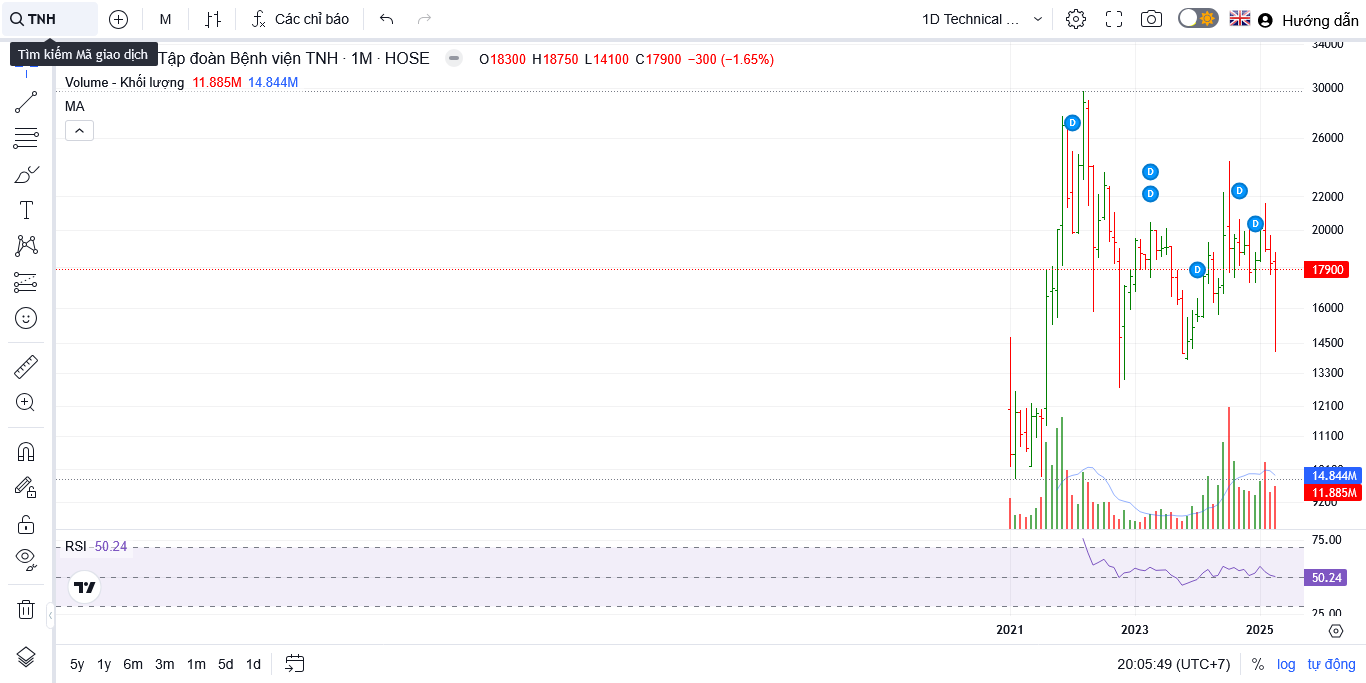 TNH M Các chỉ báo 1D Technical ... Hướng dẫn
Tìm kiếm Mã giao dịch
Tập đoàn Bệnh viện TNH · 1M · HOSE O18300 H18750 L14100 C17900 −300 (−1.65%)
Volume - Khối lượng 11.885M 14.844M
MA
34000
30000
D
26000
D
D
D
22000
D
20000
D
17900
16000
14500
13300
12100
11100
14.844M
11.885M
9200
RSI 50.24
75.00
50.24
25.00
2021 2023 2025
5y 1y 6m 3m 1m 5d 1d 20:05:49 (UTC+7) % log tự động